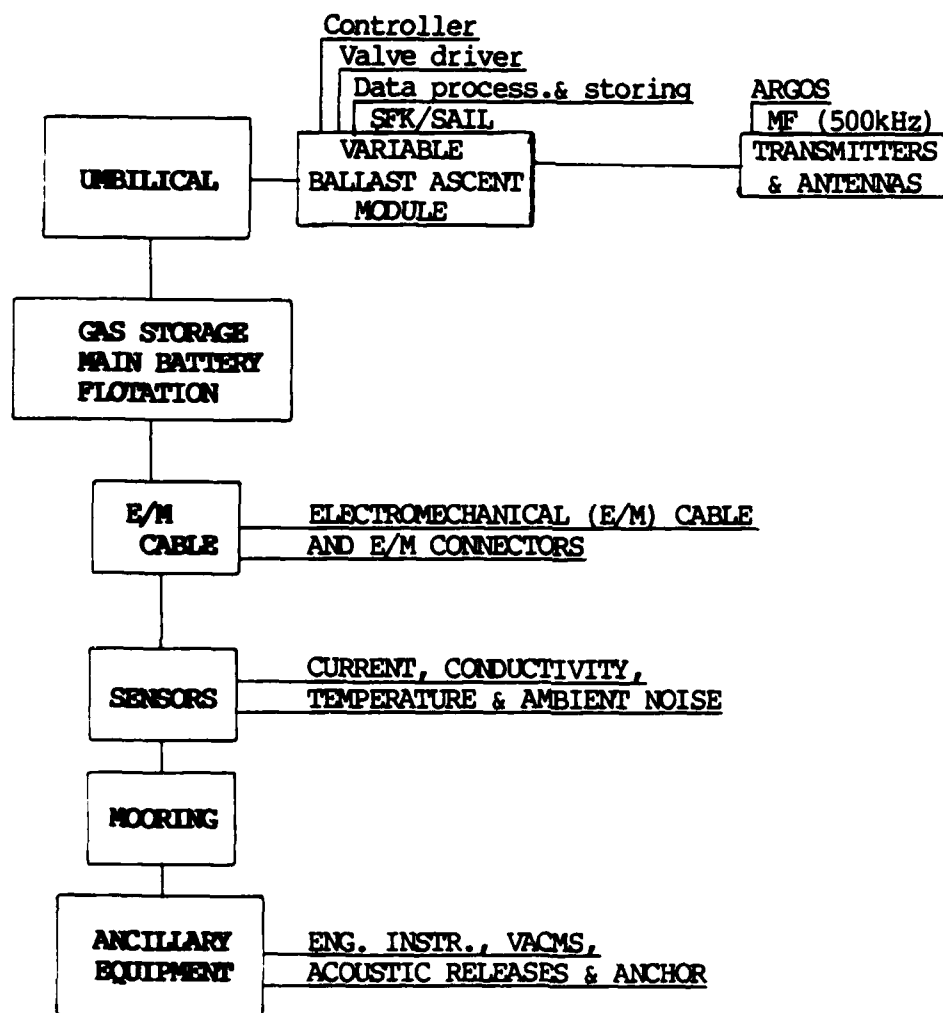 Controller
Valve driver
Data process.& storing
SFK/SAIL
VARIABLE
BALLAST ASCENT
MODULE
ARGOS
MF (500kHz)
TRANSMITTERS
& ANTENNAS
UMBILICAL
GAS STORAGE
MAIN BATTERY
FLOTATION
E/M
CABLE
ELECTROMECHANICAL (E/M) CABLE
AND E/M CONNECTORS
SENSORS
CURRENT, CONDUCTIVITY,
TEMPERATURE & AMBIENT NOISE
MOORING
ANCILLARY
EQUIPMENT
ENG. INSTR., VACMS,
ACOUSTIC RELEASES & ANCHOR